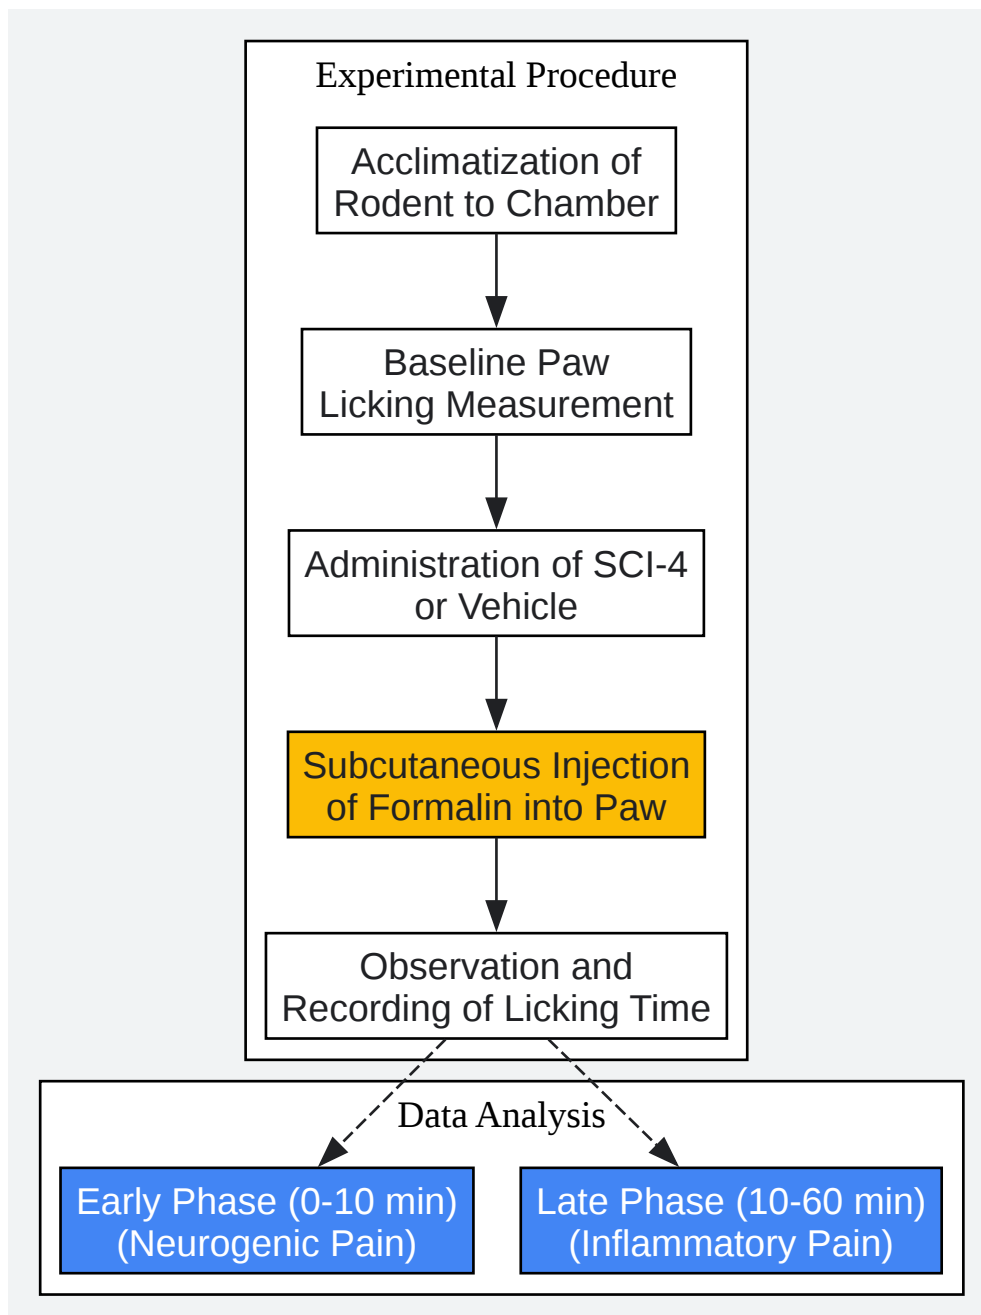 Experimental Procedure
Acclimatization of
Rodent to Chamber
Baseline Paw
Licking Measurement
Administration of SCI-4
or Vehicle
Subcutaneous Injection
of Formalin into Paw
Observation and
Recording of Licking Time
Data Analysis
Early Phase (0-10 min)
(Neurogenic Pain)
Late Phase (10-60 min)
(Inflammatory Pain)